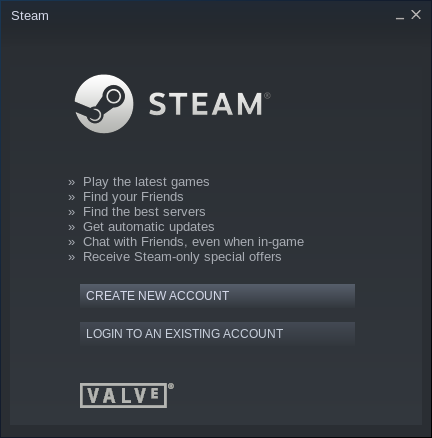 Steam
STEAM®
» Play the latest games
» Find your Friends
» Find the best servers
» Get automatic updates
» Chat with Friends, even when in-game
» Receive Steam-only special offers
CREATE NEW ACCOUNT
LOGIN TO AN EXISTING ACCOUNT
VALVE®